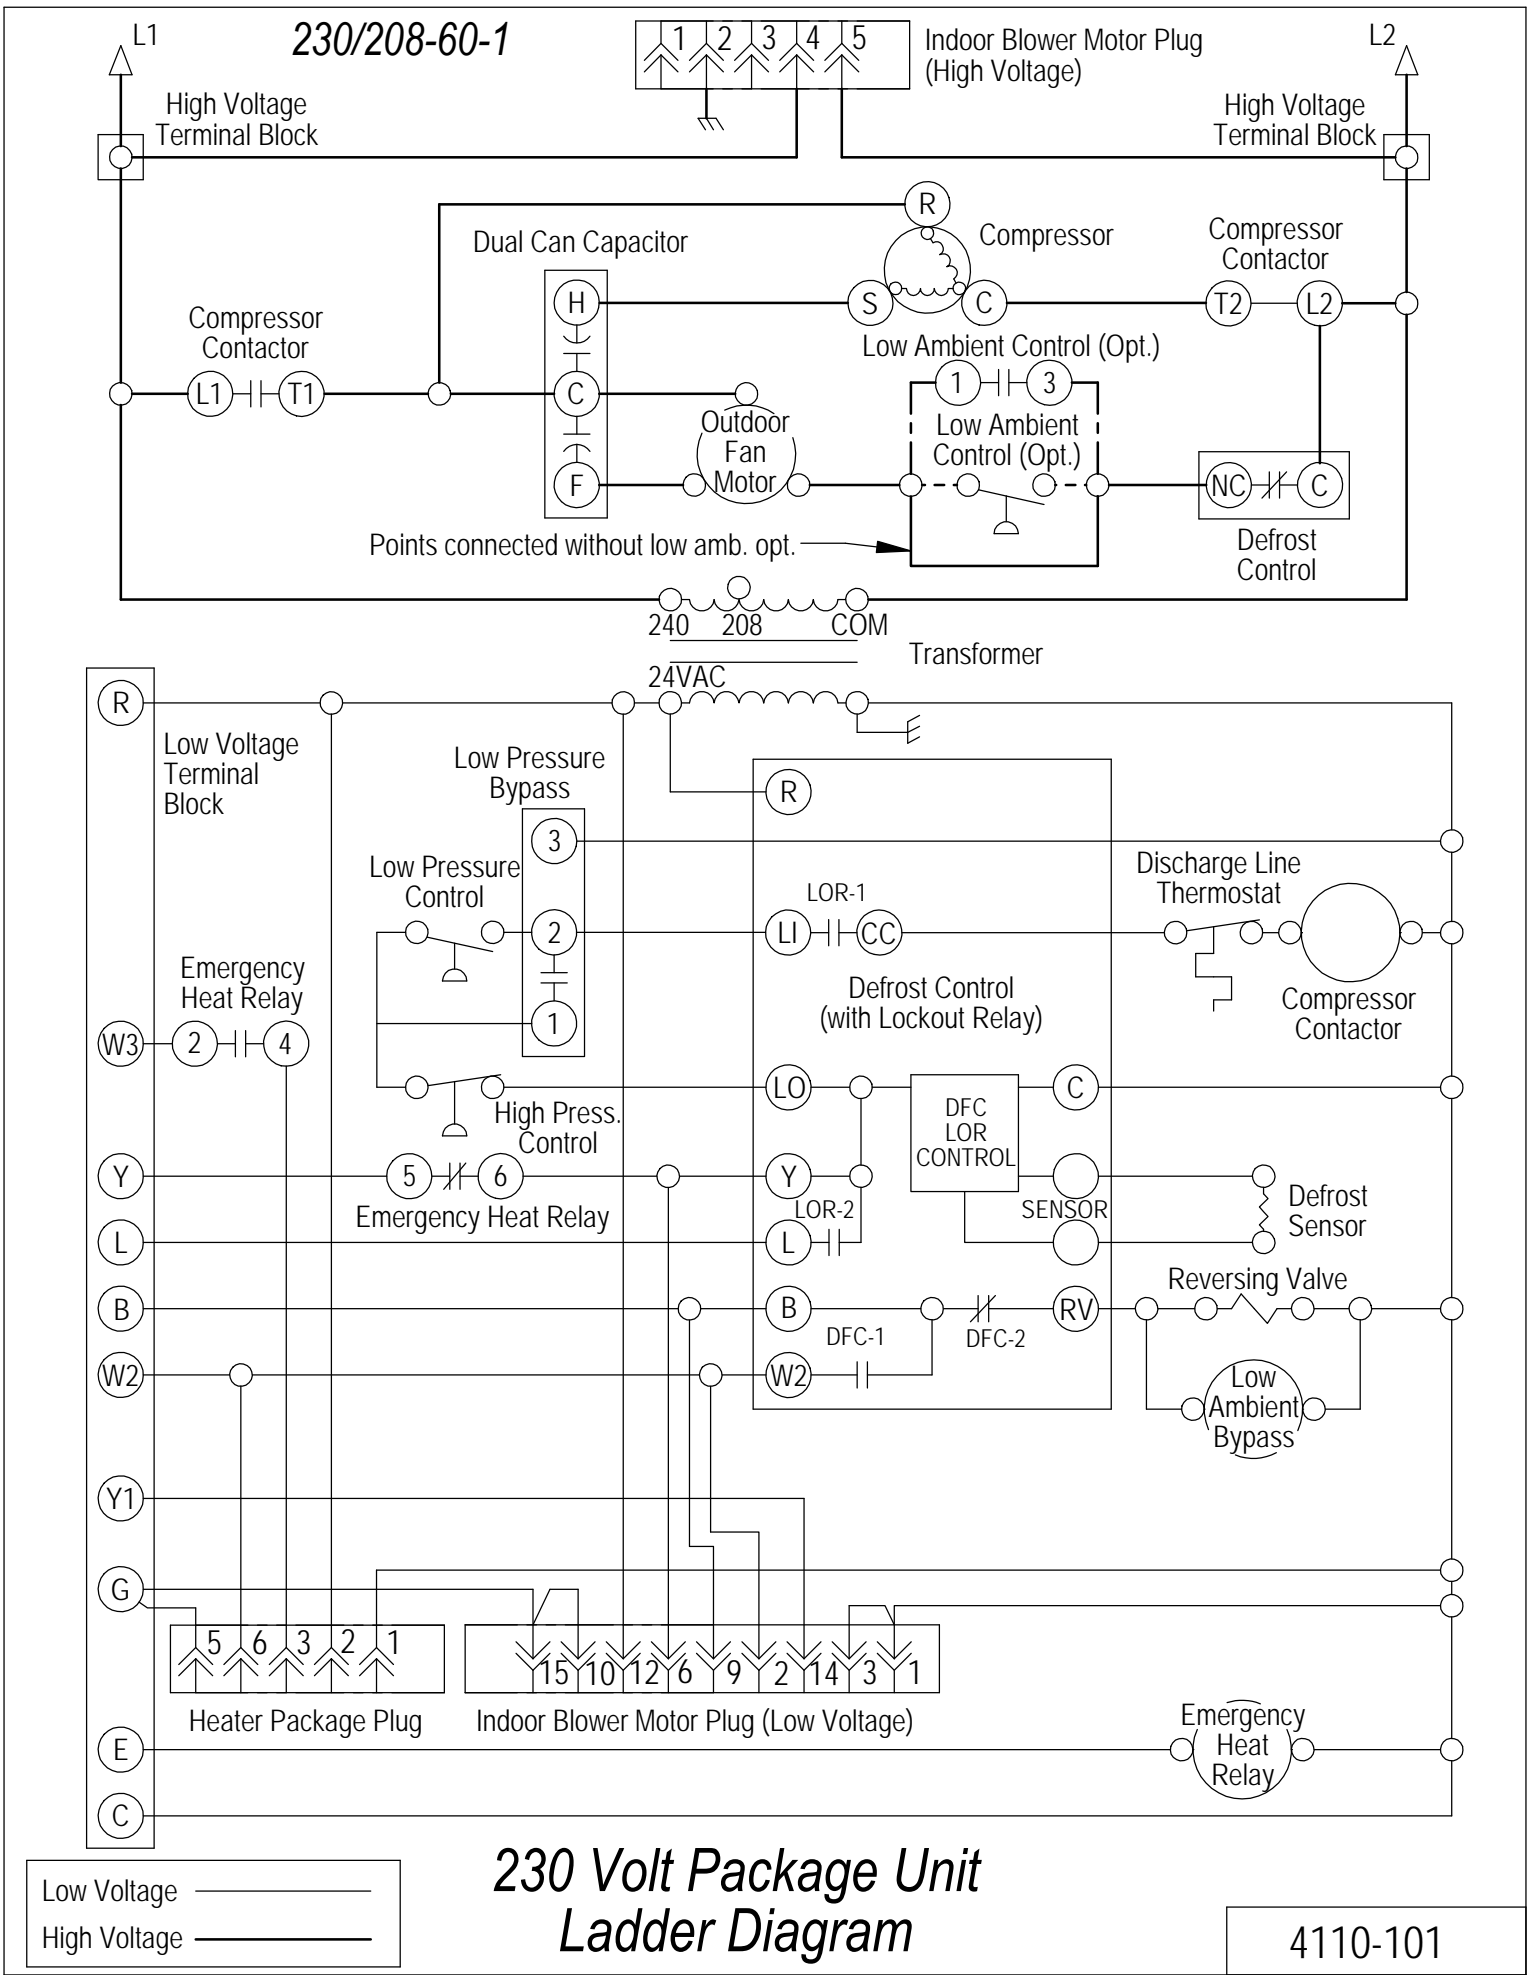 L1
230/208-60-1
1 2 3 4 5
Indoor Blower Motor Plug
(High Voltage)
L2
High Voltage
Terminal Block
High Voltage
Terminal Block
R
Dual Can Capacitor
Compressor
Compressor
Contactor
H
S
C
T2
L2
Compressor
Contactor
Low Ambient Control (Opt.)
L1
T1
C
1
3
Outdoor
Fan
Motor
Low Ambient
Control (Opt.)
F
NC
C
Points connected without low amb. opt.
Defrost
Control
240
208
COM
Transformer
24VAC
R
Low Voltage
Terminal
Block
Low Pressure
Bypass
R
3
Low Pressure
Control
Discharge Line
Thermostat
LOR-1
2
LI
CC
Emergency
Heat Relay
Defrost Control
(with Lockout Relay)
Compressor
Contactor
1
W3
2
4
LO
DFC
LOR
CONTROL
C
High Press.
Control
Y
5
6
Y
Emergency Heat Relay
LOR-2
SENSOR
Defrost
Sensor
L
L
Reversing Valve
B
B
RV
DFC-1
DFC-2
W2
W2
Low
Ambient
Bypass
Y1
G
5 6 3 2 1
15 10 12 6 9 2 14 3 1
Heater Package Plug
Indoor Blower Motor Plug (Low Voltage)
Emergency
Heat
Relay
E
C
230 Volt Package Unit
Ladder Diagram
Low Voltage
High Voltage
4110-101